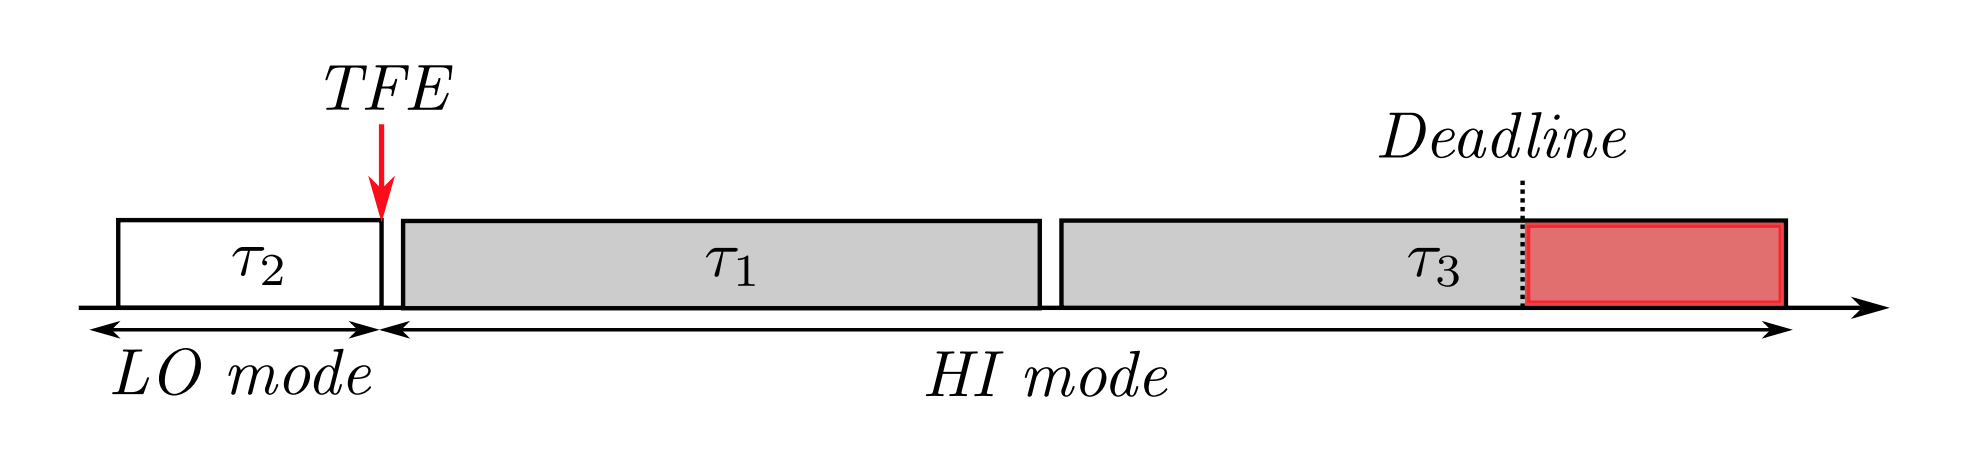 TFE
Deadline
τ2 τ1 τ3
LO mode HI mode